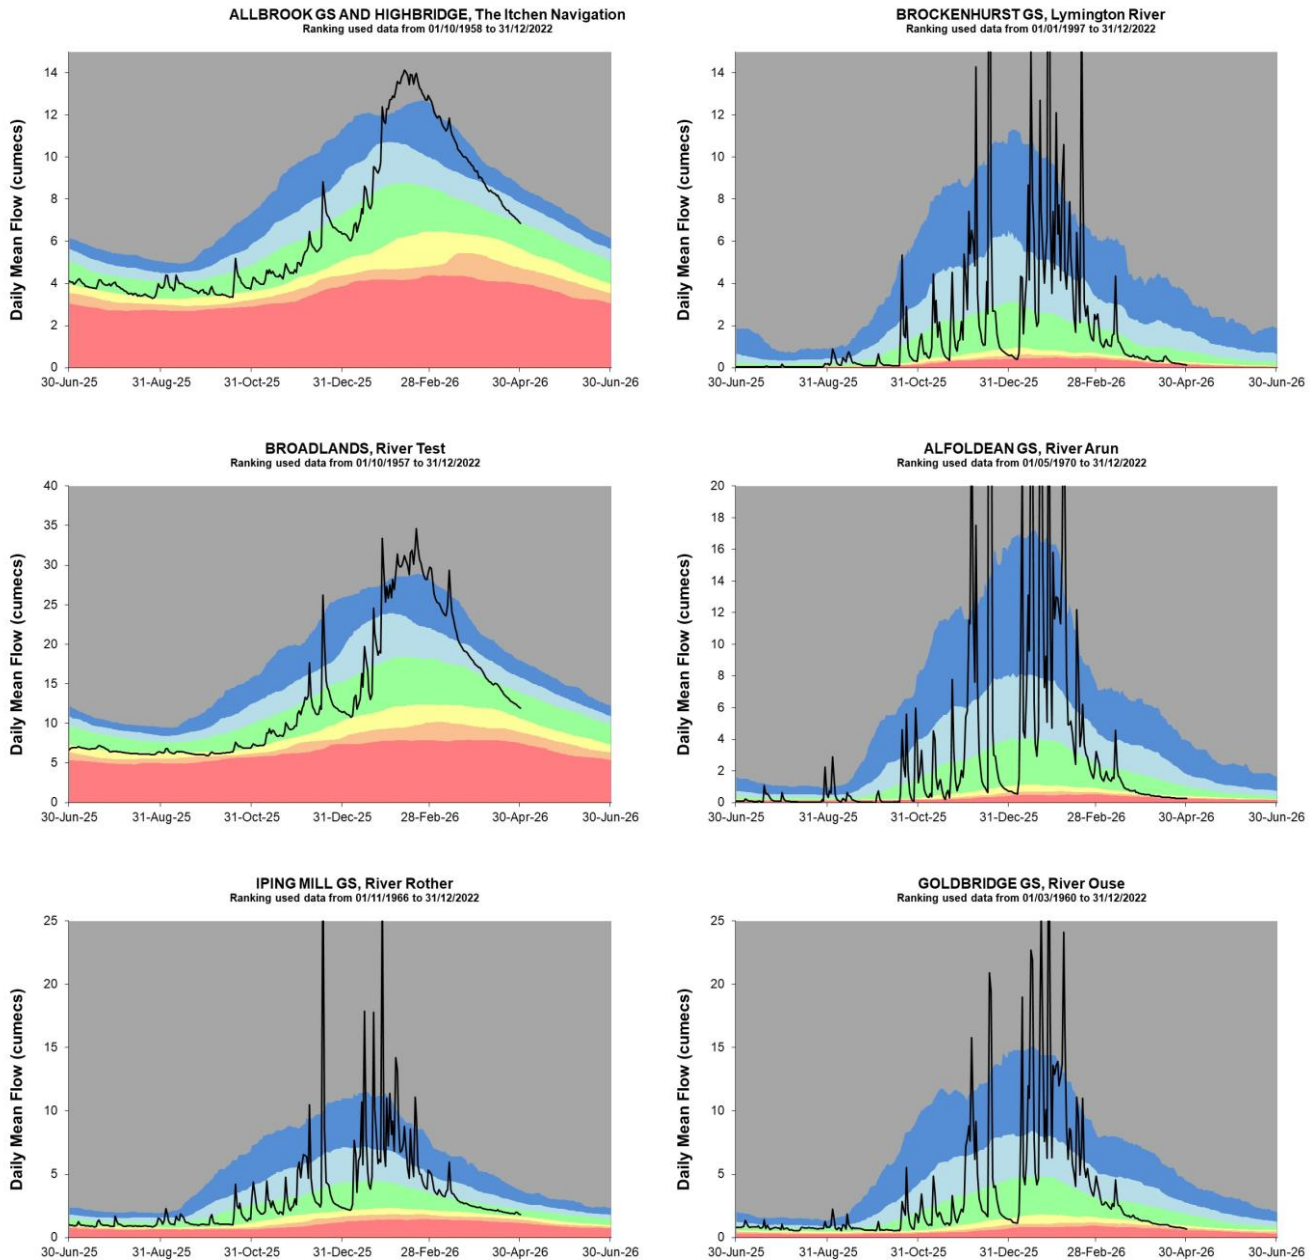 ALLBROOK GS AND HIGHBRIDGE, The Itchen Navigation
Ranking used data from 01/10/1958 to 31/12/2022
Daily Mean Flow (cumecs)
14
12
10
8
6
4
2
0
30-Jun-25 31-Aug-25 31-Oct-25 31-Dec-25 28-Feb-26 30-Apr-26 30-Jun-26
BROCKENHURST GS, Lymington River
Ranking used data from 01/01/1997 to 31/12/2022
Daily Mean Flow (cumecs)
14
12
10
8
6
4
2
0
30-Jun-25 31-Aug-25 31-Oct-25 31-Dec-25 28-Feb-26 30-Apr-26 30-Jun-26
BROADLANDS, River Test
Ranking used data from 01/10/1957 to 31/12/2022
Daily Mean Flow (cumecs)
40
35
30
25
20
15
10
5
0
30-Jun-25 31-Aug-25 31-Oct-25 31-Dec-25 28-Feb-26 30-Apr-26 30-Jun-26
ALFOLDEAN GS, River Arun
Ranking used data from 01/05/1970 to 31/12/2022
Daily Mean Flow (cumecs)
20
18
16
14
12
10
8
6
4
2
0
30-Jun-25 31-Aug-25 31-Oct-25 31-Dec-25 28-Feb-26 30-Apr-26 30-Jun-26
IPING MILL GS, River Rother
Ranking used data from 01/11/1966 to 31/12/2022
Daily Mean Flow (cumecs)
25
20
15
10
5
0
30-Jun-25 31-Aug-25 31-Oct-25 31-Dec-25 28-Feb-26 30-Apr-26 30-Jun-26
GOLDBRIDGE GS, River Ouse
Ranking used data from 01/03/1960 to 31/12/2022
Daily Mean Flow (cumecs)
25
20
15
10
5
0
30-Jun-25 31-Aug-25 31-Oct-25 31-Dec-25 28-Feb-26 30-Apr-26 30-Jun-26